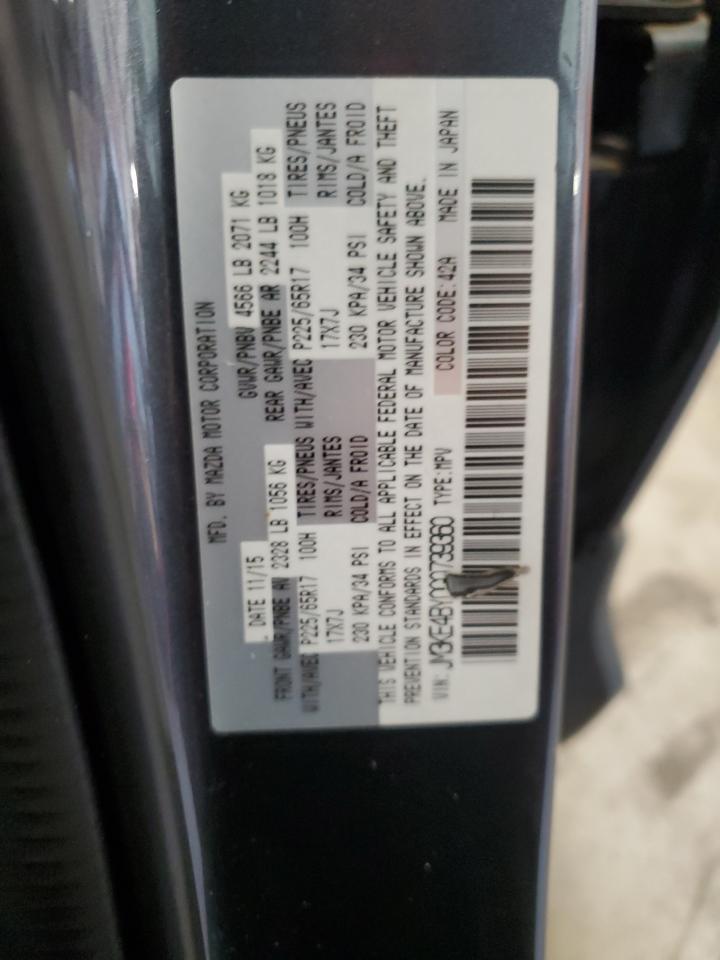 MFD. BY MAZDA MOTOR CORPORATION
DATE 11/15 GVWR/PNBV 4566 LB 2071 KG
FRONT GAWR/PNBE AV 2328 LB 1056 KG REAR GAWR/PNBE AR 2244 LB 1018 KG
WITH/AVEC P225/65R17 100H TIRES/PNEUS WITH/AVEC P225/65R17 100H TIRES/PNEUS
17X7J RIMS/JANTES 17X7J RIMS/JANTES
230 KPA/34 PSI COLD/A FROID 230 KPA/34 PSI COLD/A FROID
THIS VEHICLE CONFORMS TO ALL APPLICABLE FEDERAL MOTOR VEHICLE SAFETY AND THEFT
PREVENTION STANDARDS IN EFFECT ON THE DATE OF MANUFACTURE SHOWN ABOVE.
VIN: JM3KE4BY0G0739360 TYPE:MPV COLOR CODE:42A MADE IN JAPAN